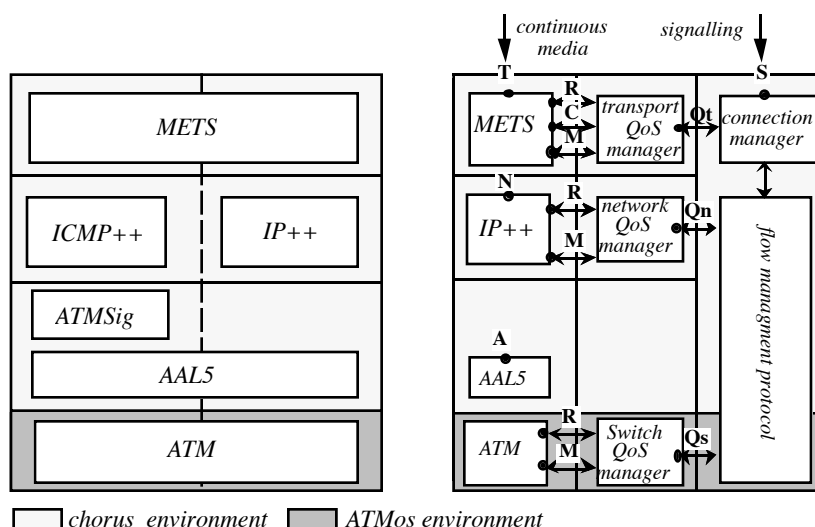 METS
ICMP++
IP++
ATMSig
AAL5
ATM
chorus environment
ATMos environment
continuous
media
signalling
T
S
METS
R
C
M
transport
QoS
manager
Qt
connection
manager
N
IP++
R
M
network
QoS
manager
Qn
flow managment protocol
A
AAL5
ATM
R
M
Switch
QoS
manager
Qs